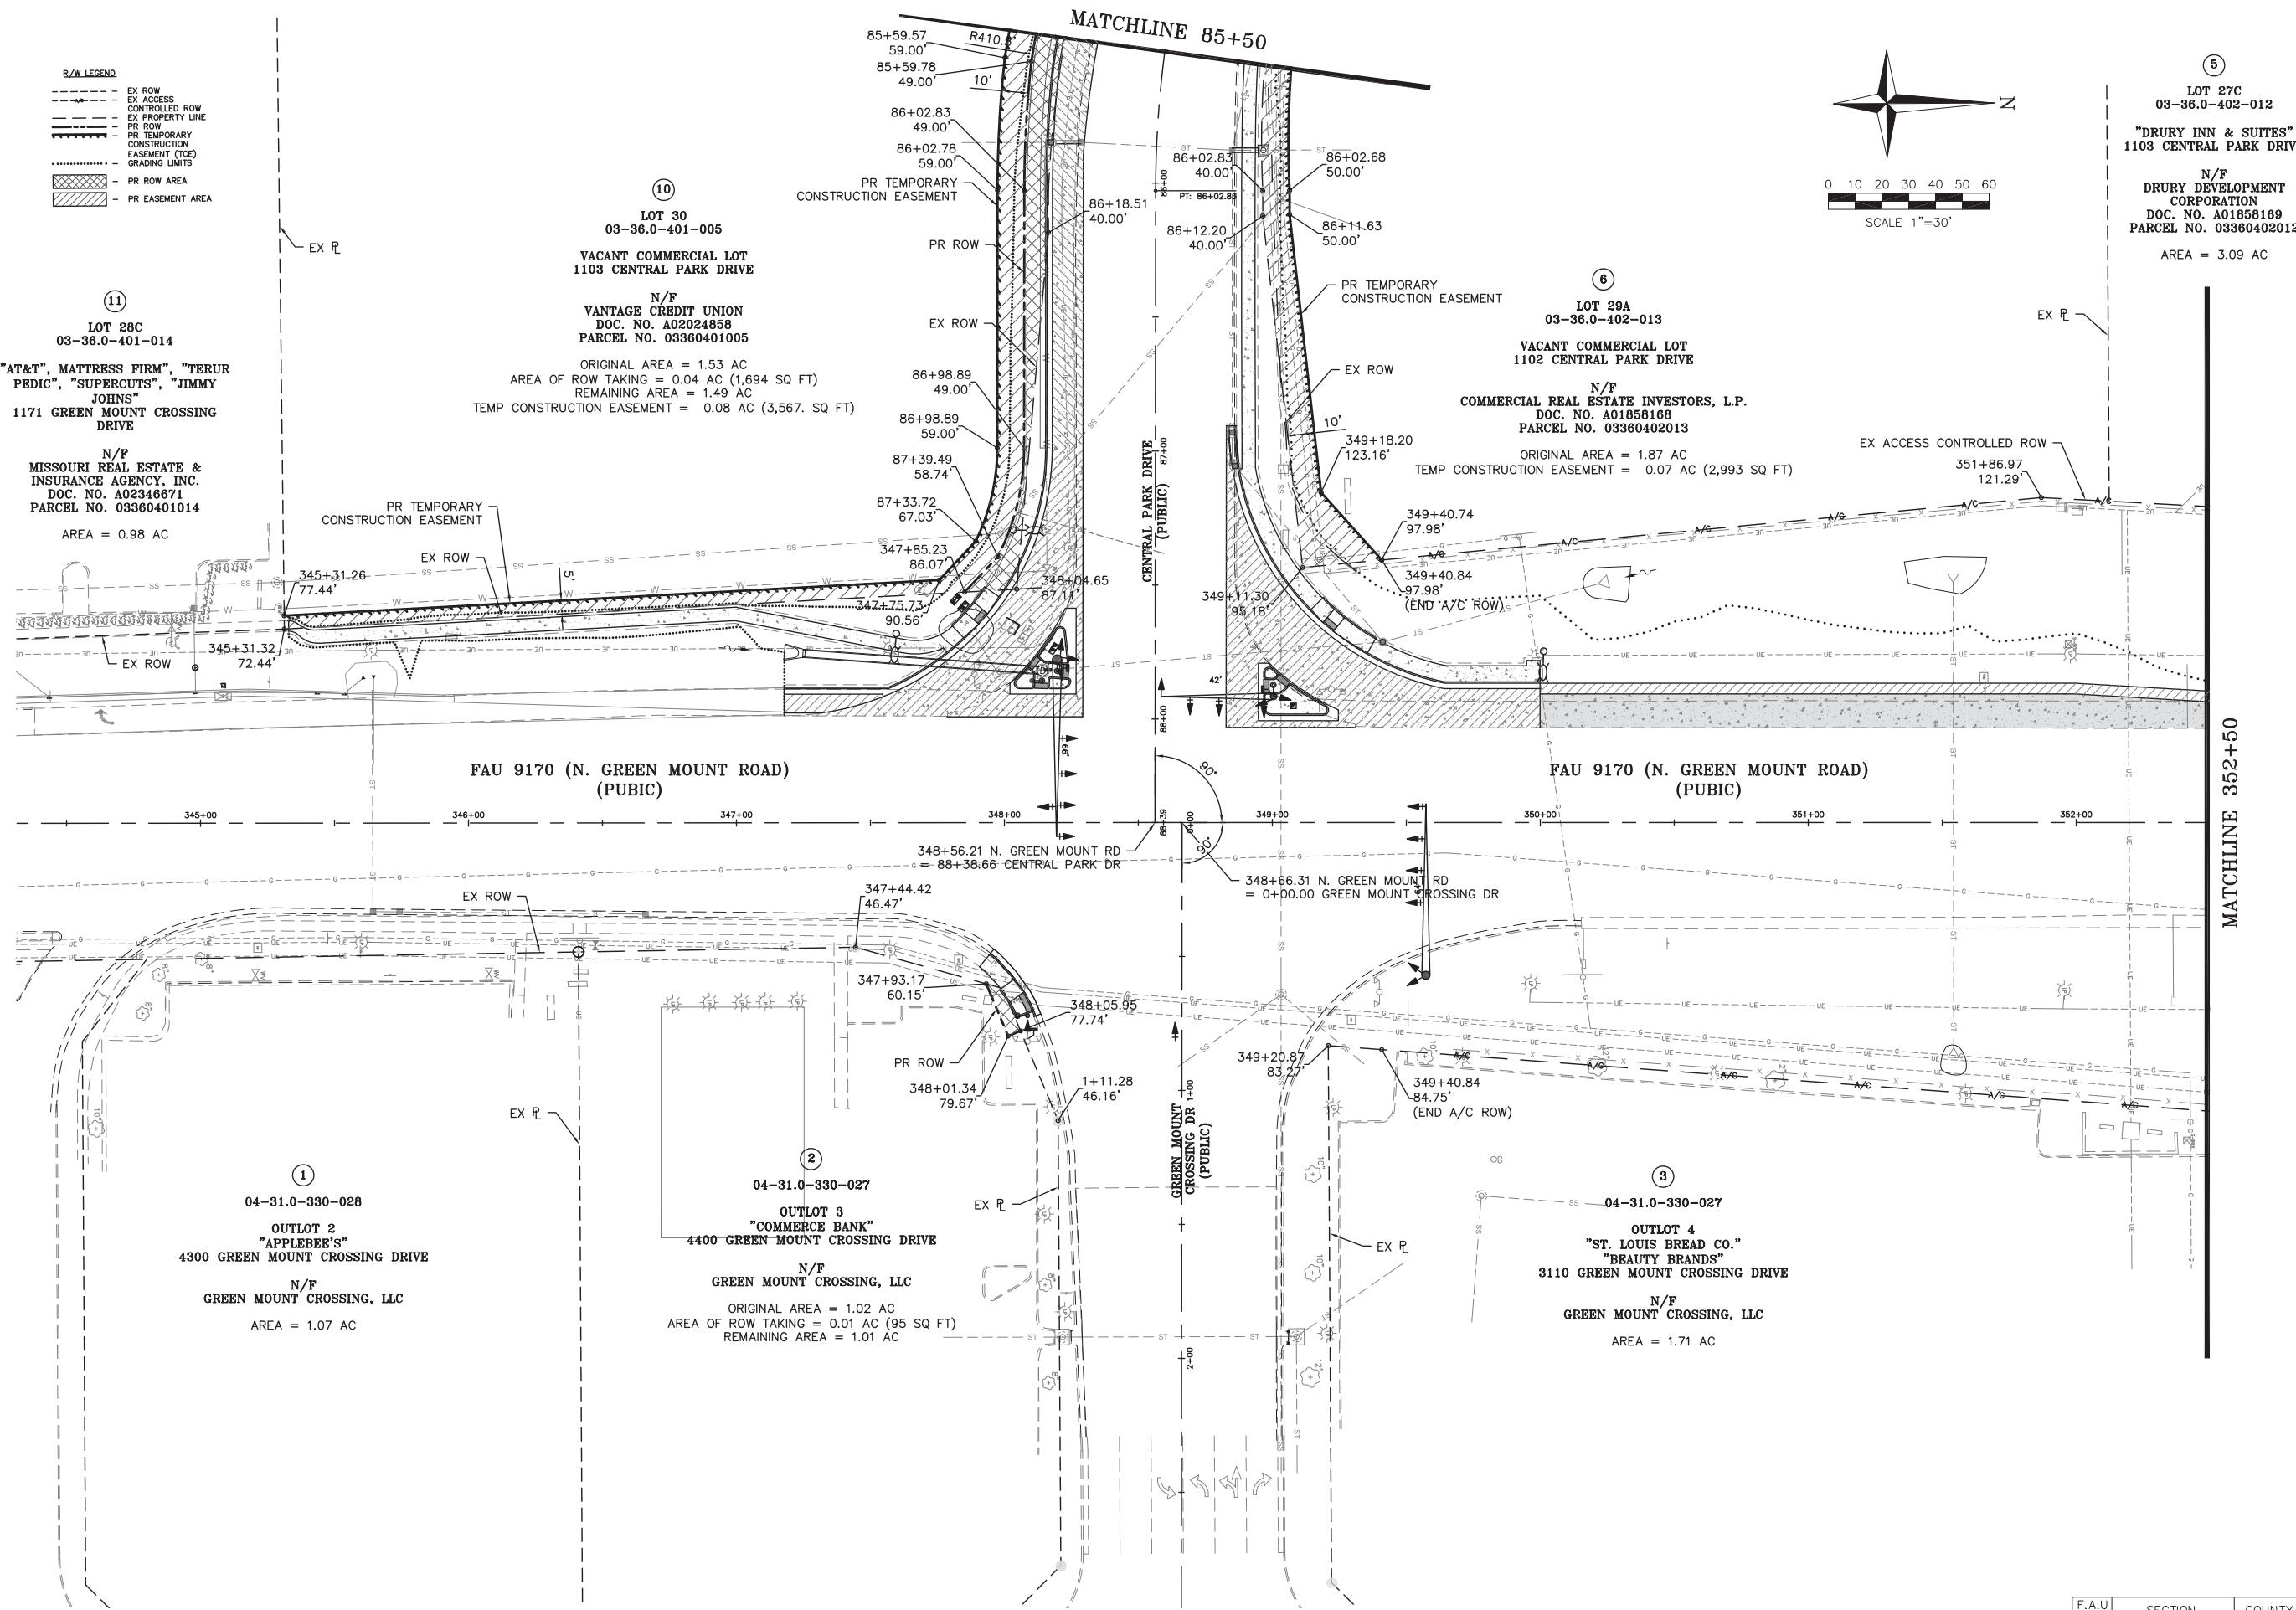 MATCHLINE 85+50
R/W LEGEND
EX ROW
EX ACCESS
CONTROLLED ROW
EX PROPERTY LINE
PR ROW
PR TEMPORARY
CONSTRUCTION
EASEMENT (TCE)
GRADING LIMITS
PR ROW AREA
PR EASEMENT AREA
EX PL
11
LOT 28C
03-36.0-401-014
"AT&T", MATTRESS FIRM", "TERUR
PEDIC", "SUPERCUTS", "JIMMY
JOHNS"
1171 GREEN MOUNT CROSSING
DRIVE
N/F
MISSOURI REAL ESTATE &
INSURANCE AGENCY, INC.
DOC. NO. A02346671
PARCEL NO. 03360401014
AREA = 0.98 AC
10
LOT 30
03-36.0-401-005
VACANT COMMERCIAL LOT
1103 CENTRAL PARK DRIVE
N/F
VANTAGE CREDIT UNION
DOC. NO. A02024858
PARCEL NO. 03360401005
ORIGINAL AREA = 1.53 AC
AREA OF ROW TAKING = 0.04 AC (1,694 SQ FT)
REMAINING AREA = 1.49 AC
TEMP CONSTRUCTION EASEMENT = 0.08 AC (3,567. SQ FT)
85+59.57
59.00'
85+59.78
49.00'
10'
86+02.83
49.00'
86+02.78
59.00'
PR TEMPORARY
CONSTRUCTION EASEMENT
PR ROW
EX ROW
86+18.51
40.00'
86+98.89
49.00'
86+98.89
59.00'
87+39.49
58.74'
87+33.72
67.03'
347+85.23
86.07'
347+75.73
90.56'
348+04.65
87.11'
PR TEMPORARY
CONSTRUCTION EASEMENT
EX ROW
5'
345+31.26
77.44'
345+31.32
72.44'
EX ROW
CENTRAL PARK DRIVE
(PUBLIC)
86+00
87+00
88+00
PT: 86+02.83
86+02.83
40.00'
86+02.68
50.00'
86+12.20
40.00'
86+11.63
50.00'
PR TEMPORARY
CONSTRUCTION EASEMENT
EX ROW
10'
349+18.20
123.16'
349+40.74
97.98'
349+40.84
97.98'
(END A/C ROW)
349+11.30
95.18'
42'
66'
N
0 10 20 30 40 50 60
SCALE 1"=30'
5
LOT 27C
03-36.0-402-012
"DRURY INN & SUITES"
1103 CENTRAL PARK DRIV
N/F
DRURY DEVELOPMENT
CORPORATION
DOC. NO. A01858169
PARCEL NO. 03360402012
AREA = 3.09 AC
6
LOT 29A
03-36.0-402-013
VACANT COMMERCIAL LOT
1102 CENTRAL PARK DRIVE
N/F
COMMERCIAL REAL ESTATE INVESTORS, L.P.
DOC. NO. A01858168
PARCEL NO. 03360402013
ORIGINAL AREA = 1.87 AC
TEMP CONSTRUCTION EASEMENT = 0.07 AC (2,993 SQ FT)
EX PL
EX ACCESS CONTROLLED ROW
351+86.97
121.29'
MATCHLINE 352+50
FAU 9170 (N. GREEN MOUNT ROAD)
(PUBIC)
FAU 9170 (N. GREEN MOUNT ROAD)
(PUBIC)
345+00 346+00 347+00 348+00 349+00 350+00 351+00 352+00
88+39
0+00
90°
90°
348+56.21 N. GREEN MOUNT RD
= 88+38.66 CENTRAL PARK DR
348+66.31 N. GREEN MOUNT RD
= 0+00.00 GREEN MOUNT CROSSING DR
EX ROW
347+44.42
46.47'
347+93.17
60.15'
348+05.95
77.74'
PR ROW
348+01.34
79.67'
1+11.28
46.16'
EX PL
EX PL
GREEN MOUNT
CROSSING DR
(PUBLIC)
1+00
2+00
349+20.87
83.27'
349+40.84
84.75'
(END A/C ROW)
EX PL
1
04-31.0-330-028
OUTLOT 2
"APPLEBEE'S"
4300 GREEN MOUNT CROSSING DRIVE
N/F
GREEN MOUNT CROSSING, LLC
AREA = 1.07 AC
2
04-31.0-330-027
OUTLOT 3
"COMMERCE BANK"
4400 GREEN MOUNT CROSSING DRIVE
N/F
GREEN MOUNT CROSSING, LLC
ORIGINAL AREA = 1.02 AC
AREA OF ROW TAKING = 0.01 AC (95 SQ FT)
REMAINING AREA = 1.01 AC
3
04-31.0-330-027
OUTLOT 4
"ST. LOUIS BREAD CO."
"BEAUTY BRANDS"
3110 GREEN MOUNT CROSSING DRIVE
N/F
GREEN MOUNT CROSSING, LLC
AREA = 1.71 AC
F.A.U
SECTION
COUNTY